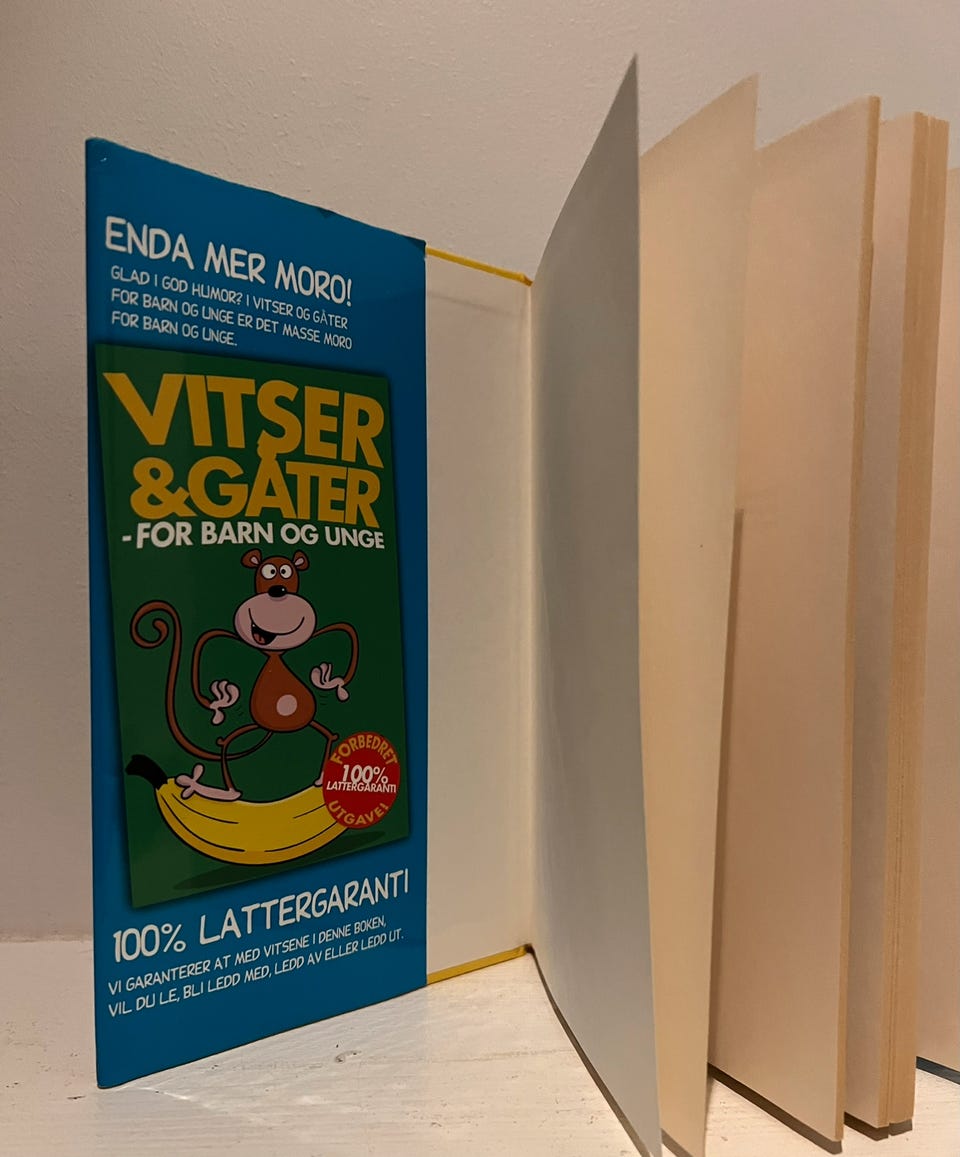 ENDA MER MORO!
GLAD I GOD HUMOR? I VITSER OG GÅTER
FOR BARN OG UNGE ER DET MASSE MORO
FOR BARN OG UNGE.
VITSER
&GÅTER
-FOR BARN OG UNGE
FORBEDRET
100%
LATTERGARANTI
UTGAVE!
100% LATTERGARANTI
VI GARANTERER AT MED VITSENE I DENNE BOKEN,
VIL DU LE, BLI LEDD MED, LEDD AV ELLER LEDD UT.